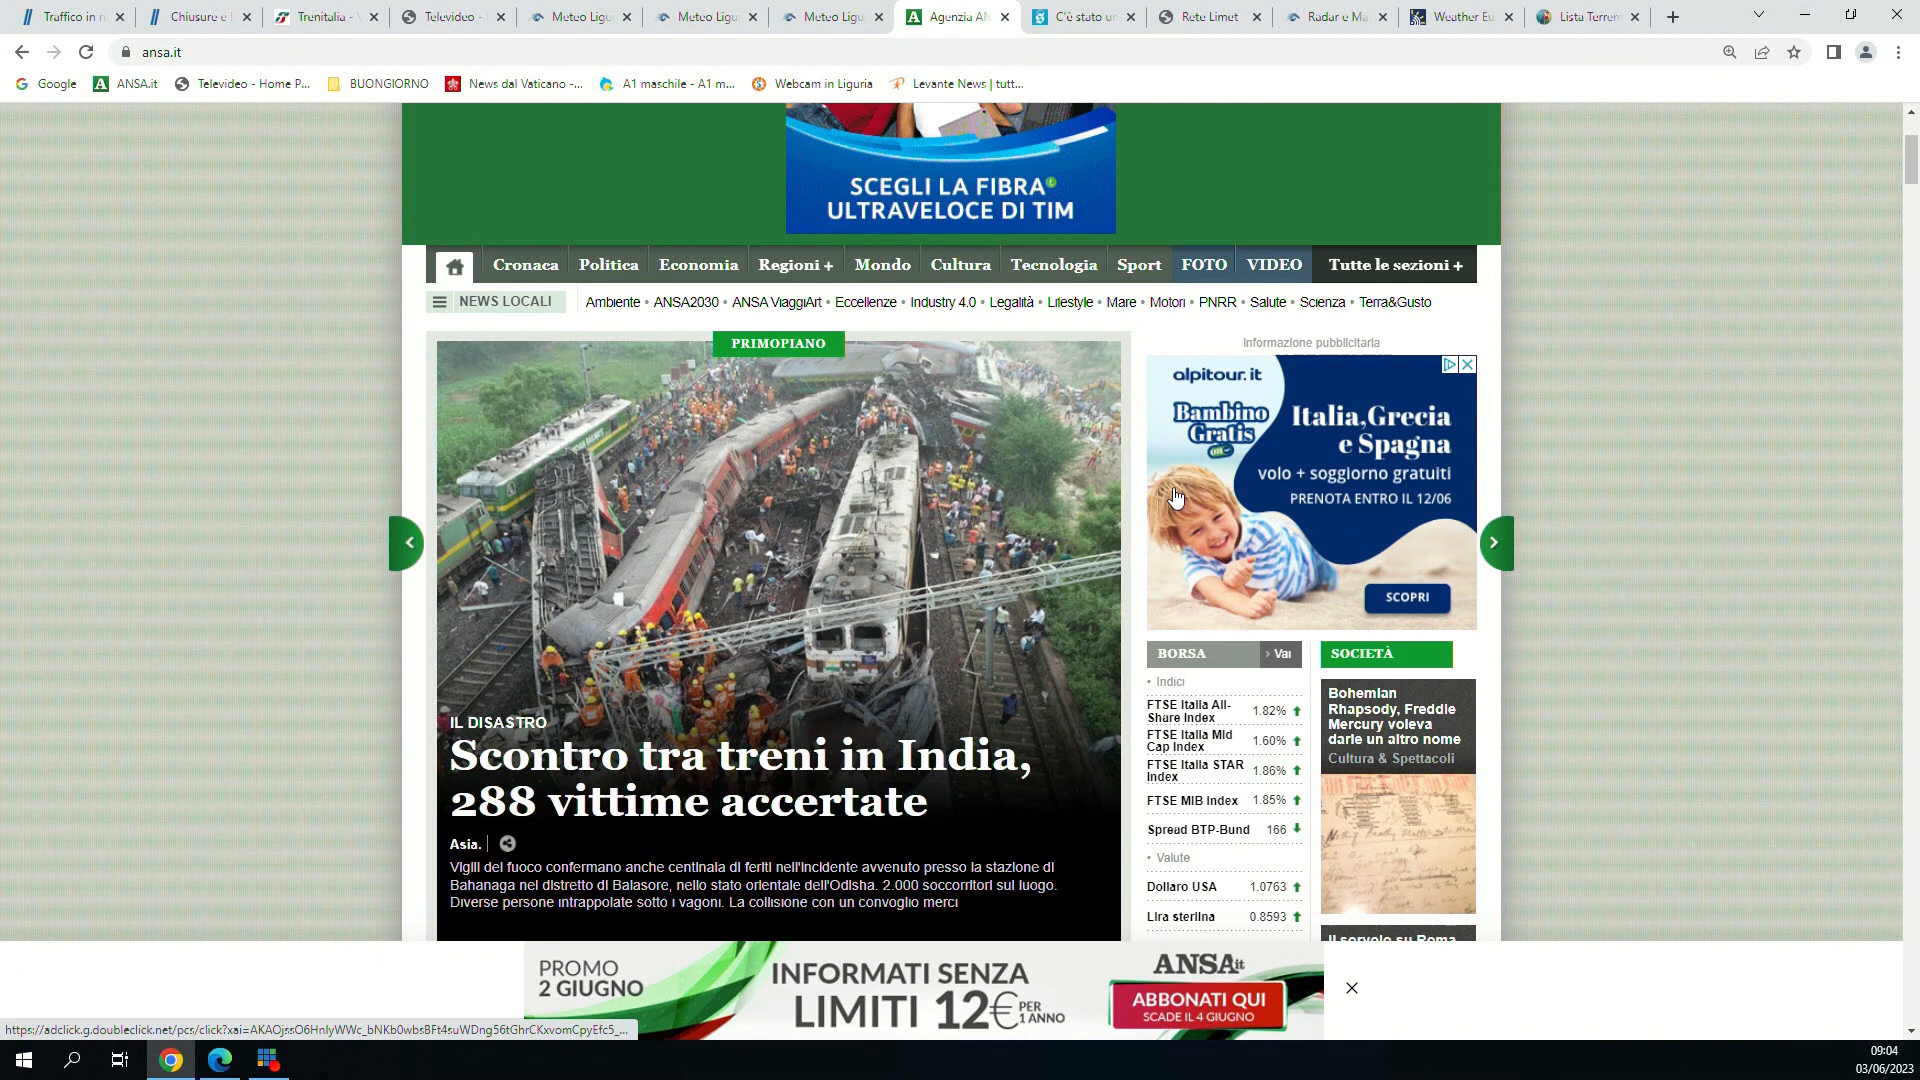 Traffico in r
Chiusure e
Trenitalia - V
Televideo -
Meteo Ligu
Meteo Ligu
Meteo Ligu
Agenzia AN
C'è stato un
Rete Limet
Radar e Ma
Weather Eu
Lista Terrem
ansa.it
Google
ANSA.it
Televideo - Home P...
BUONGIORNO
News dal Vaticano -...
A1 maschile - A1 m...
Webcam in Liguria
Levante News | tutt...
SCEGLI LA FIBRA
ULTRAVELOCE DI TIM
Cronaca Politica Economia Regioni + Mondo Cultura Tecnologia Sport FOTO VIDEO Tutte le sezioni +
NEWS LOCALI
Ambiente • ANSA2030 • ANSA ViaggiArt • Eccellenze • Industry 4.0 • Legalità • Lifestyle • Mare • Motori • PNRR • Salute • Scienza • Terra&Gusto
PRIMOPIANO
IL DISASTRO
Scontro tra treni in India,
288 vittime accertate
Asia.
Vigili del fuoco confermano anche centinaia di feriti nell'incidente avvenuto presso la stazione di
Bahanaga nel distretto di Balasore, nello stato orientale dell'Odisha. 2.000 soccorritori sul luogo.
Diverse persone intrappolate sotto i vagoni. La collisione con un convoglio merci
Informazione pubblicitaria
alpitour.it
Bambino
Gratis
Italia,Grecia
e Spagna
volo + soggiorno gratuiti
PRENOTA ENTRO IL 12/06
SCOPRI
BORSA
› Vai
• Indici
FTSE Italia All-
Share Index 1.82%
FTSE Italia Mid
Cap Index 1.60%
FTSE Italia STAR
Index 1.86%
FTSE MIB Index 1.85%
Spread BTP-Bund 166
• Valute
Dollaro USA 1.0763
Lira sterlina 0.8593
SOCIETÀ
Bohemian
Rhapsody, Freddie
Mercury voleva
darle un altro nome
Cultura & Spettacoli
Il sorvolo su Roma
PROMO
2 GIUGNO
INFORMATI SENZA
LIMITI 12€ PER
1 ANNO
ANSA.it
ABBONATI QUI
SCADE IL 4 GIUGNO
09:04
03/06/2023